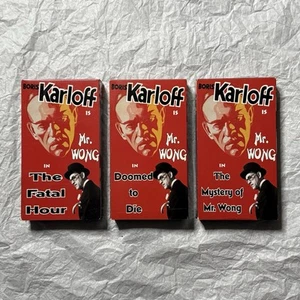 BORIS Karloff
IS
Mr.
WONG
IN
The
Fatal
Hour
BORIS Karloff
IS
Mr.
WONG
IN
Doomed
to
Die
BORIS Karloff
IS
Mr.
WONG
IN
The
Mystery of
Mr. Wong